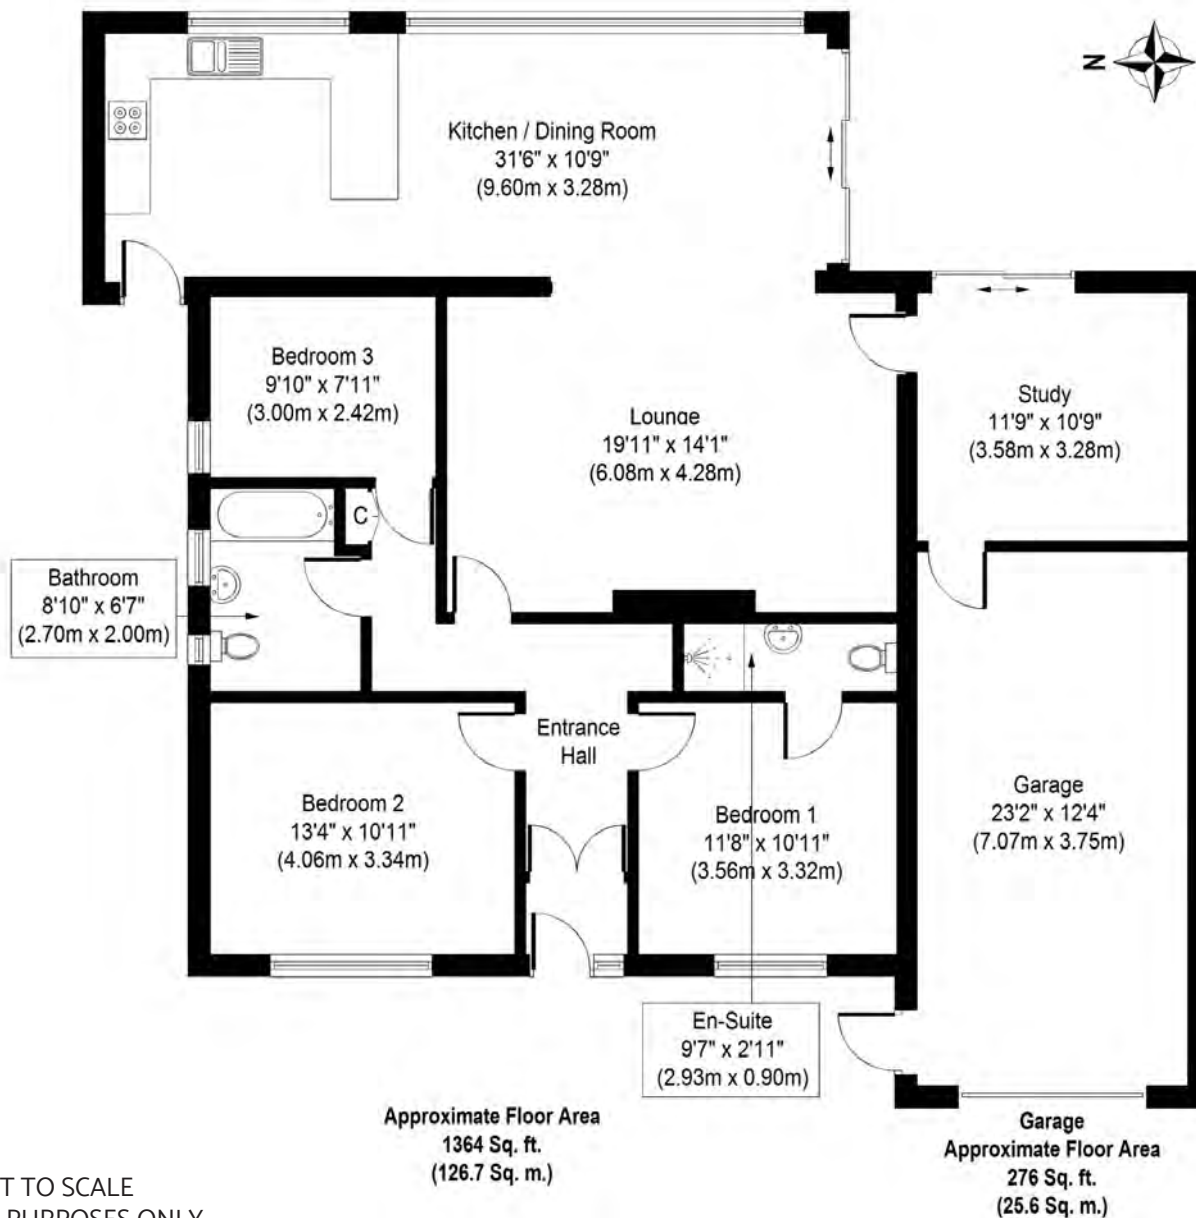 N
Kitchen / Dining Room
31'6" x 10'9"
(9.60m x 3.28m)
Bedroom 3
9'10" x 7'11"
(3.00m x 2.42m)
Lounge
19'11" x 14'1"
(6.08m x 4.28m)
Study
11'9" x 10'9"
(3.58m x 3.28m)
C
Bathroom
8'10" x 6'7"
(2.70m x 2.00m)
Entrance
Hall
Bedroom 2
13'4" x 10'11"
(4.06m x 3.34m)
Bedroom 1
11'8" x 10'11"
(3.56m x 3.32m)
Garage
23'2" x 12'4"
(7.07m x 3.75m)
En-Suite
9'7" x 2'11"
(2.93m x 0.90m)
Approximate Floor Area
1364 Sq. ft.
(126.7 Sq. m.)
Garage
Approximate Floor Area
276 Sq. ft.
(25.6 Sq. m.)
T TO SCALE
PURPOSES ONLY